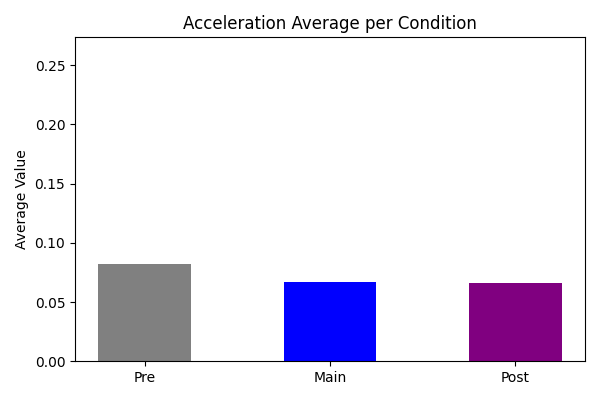 Acceleration Average per Condition
Average Value
0.25
0.20
0.15
0.10
0.05
0.00
Pre
Main
Post